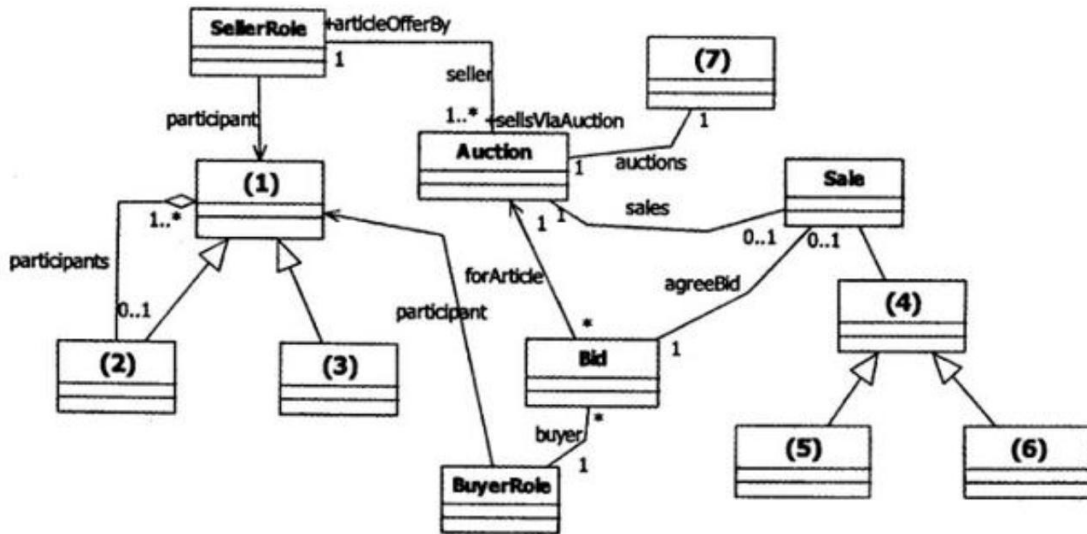 SellerRole
+articleOfferBy
1
seller
1..*
+sellsViaAuction
(7)
1
auctions
1
Auction
participant
(1)
1..*
participants
0..1
(2)
(3)
participant
forArticle
1
1
sales
0..1
0..1
Sale
agreeBid
(4)
*
Bid
1
*
buyer
1
BuyerRole
(5)
(6)